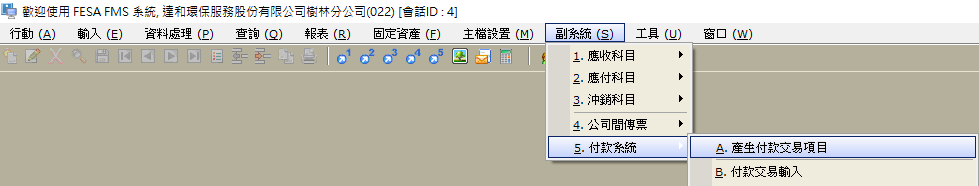 歡迎使用 FESA FMS 系統, 達和環保服務股份有限公司樹林分公司(022) [會話ID : 4]
行動 (A) 輸入 (E) 資料處理 (P) 查詢 (Q) 報表 (R) 固定資產 (F) 主檔設置 (M) 副系統 (S) 工具 (U) 窗口 (W)
1 2 3 4 5
1. 應收科目
2. 應付科目
3. 沖銷科目
4. 公司間傳票
5. 付款系統
A. 產生付款交易項目
B. 付款交易輸入